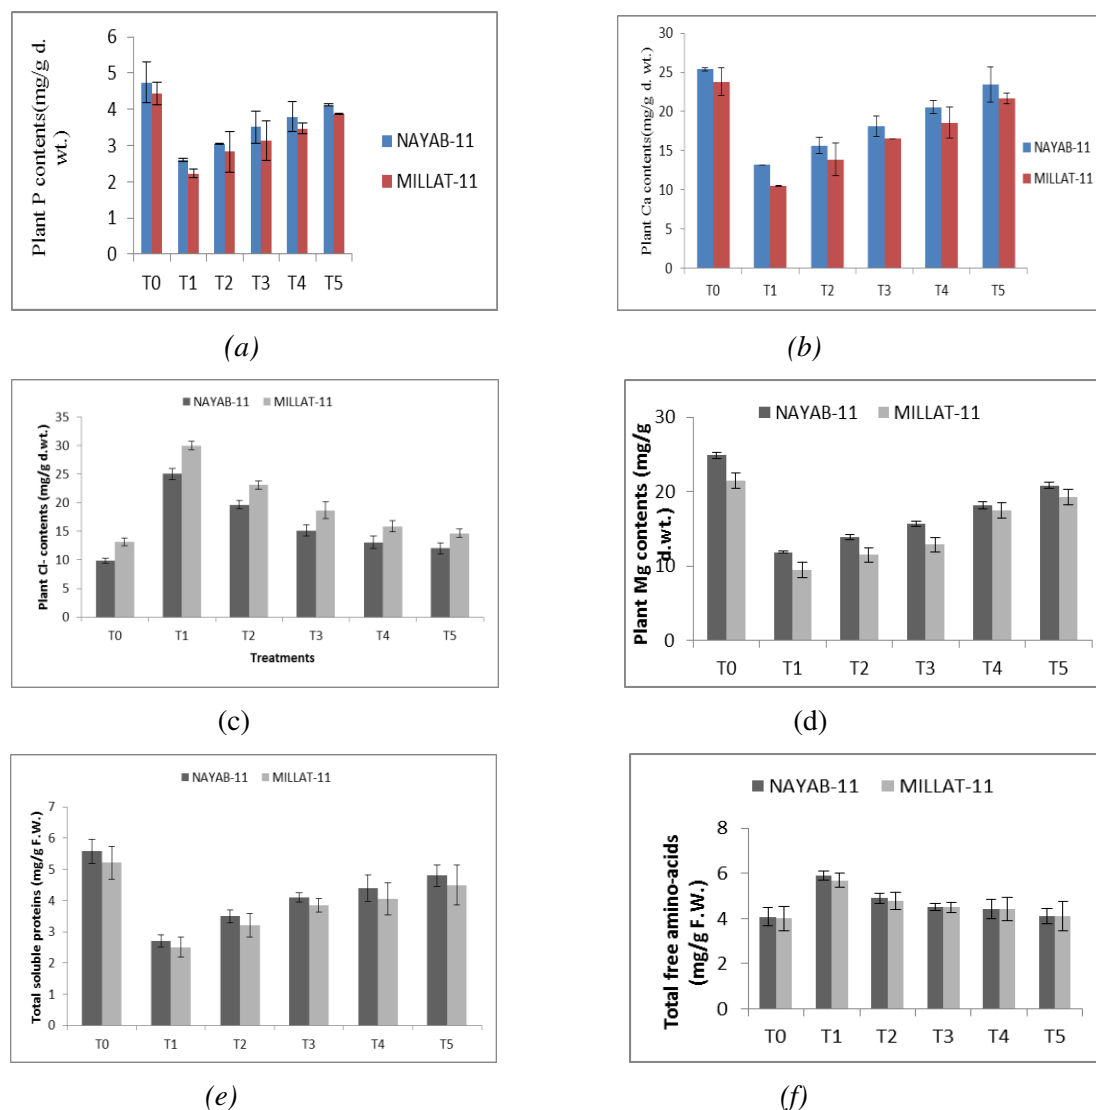 Plant P contents(mg/g d.
wt.)
6
5
4
3
2
1
0
T0 T1 T2 T3 T4 T5
NAYAB-11
MILLAT-11
(a)
Plant Ca contents(mg/g d. wt.)
30
25
20
15
10
5
0
T0 T1 T2 T3 T4 T5
NAYAB-11
MILLAT-11
(b)
NAYAB-11 MILLAT-11
Plant Cl- contents (mg/g d.wt.)
35
30
25
20
15
10
5
0
T0 T1 T2 T3 T4 T5
Treatments
(c)
NAYAB-11 MILLAT-11
Plant Mg contents (mg/g
d.wt.)
30
20
10
0
T0 T1 T2 T3 T4 T5
(d)
NAYAB-11 MILLAT-11
Total soluble proteins (mg/g F.W.)
7
6
5
4
3
2
1
0
T0 T1 T2 T3 T4 T5
(e)
NAYAB-11 MILLAT-11
Total free amino-acids
(mg/g F.W.)
8
6
4
2
0
T0 T1 T2 T3 T4 T5
(f)